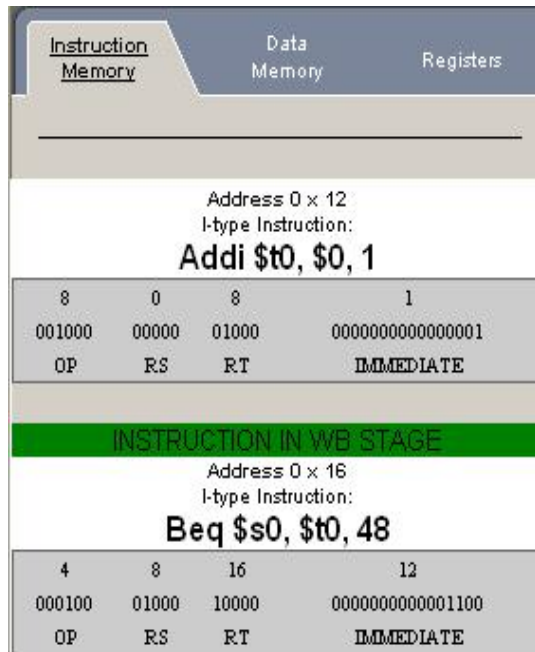 Instruction Memory
Data Memory
Registers
Address 0 x 12
I-type Instruction:
Addi $t0, $0, 1
8 0 8 1
001000 00000 01000 0000000000000001
OP RS RT IMMEDIATE
INSTRUCTION IN WB STAGE
Address 0 x 16
I-type Instruction:
Beq $s0, $t0, 48
4 8 16 12
000100 01000 10000 0000000000001100
OP RS RT IMMEDIATE